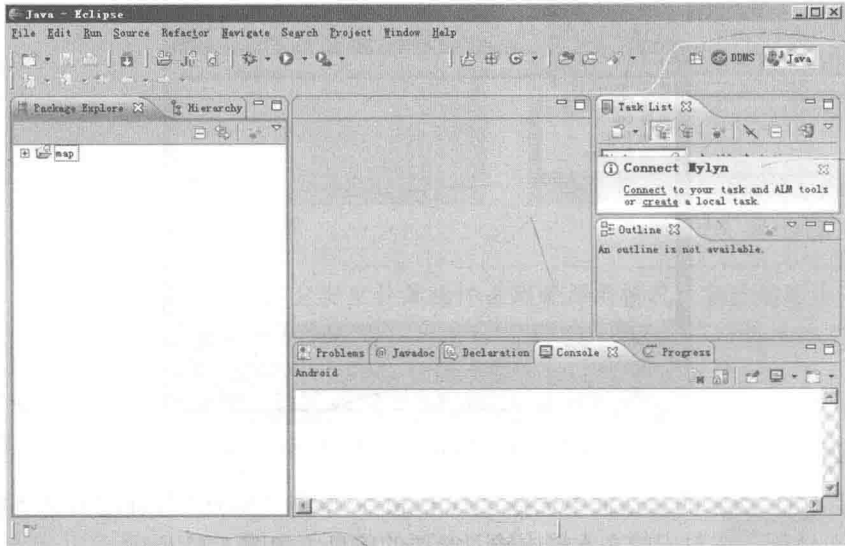 Java - Eclipse
File Edit Run Source Refactor Navigate Search Project Window Help
DDMS Java
Package Explore Hierarchy
Task List
map
Connect Mylyn
Connect to your task and ALM tools
or create a local task.
Outline
An outline is not available.
Problems @ Javadoc Declaration Console Progress
Android